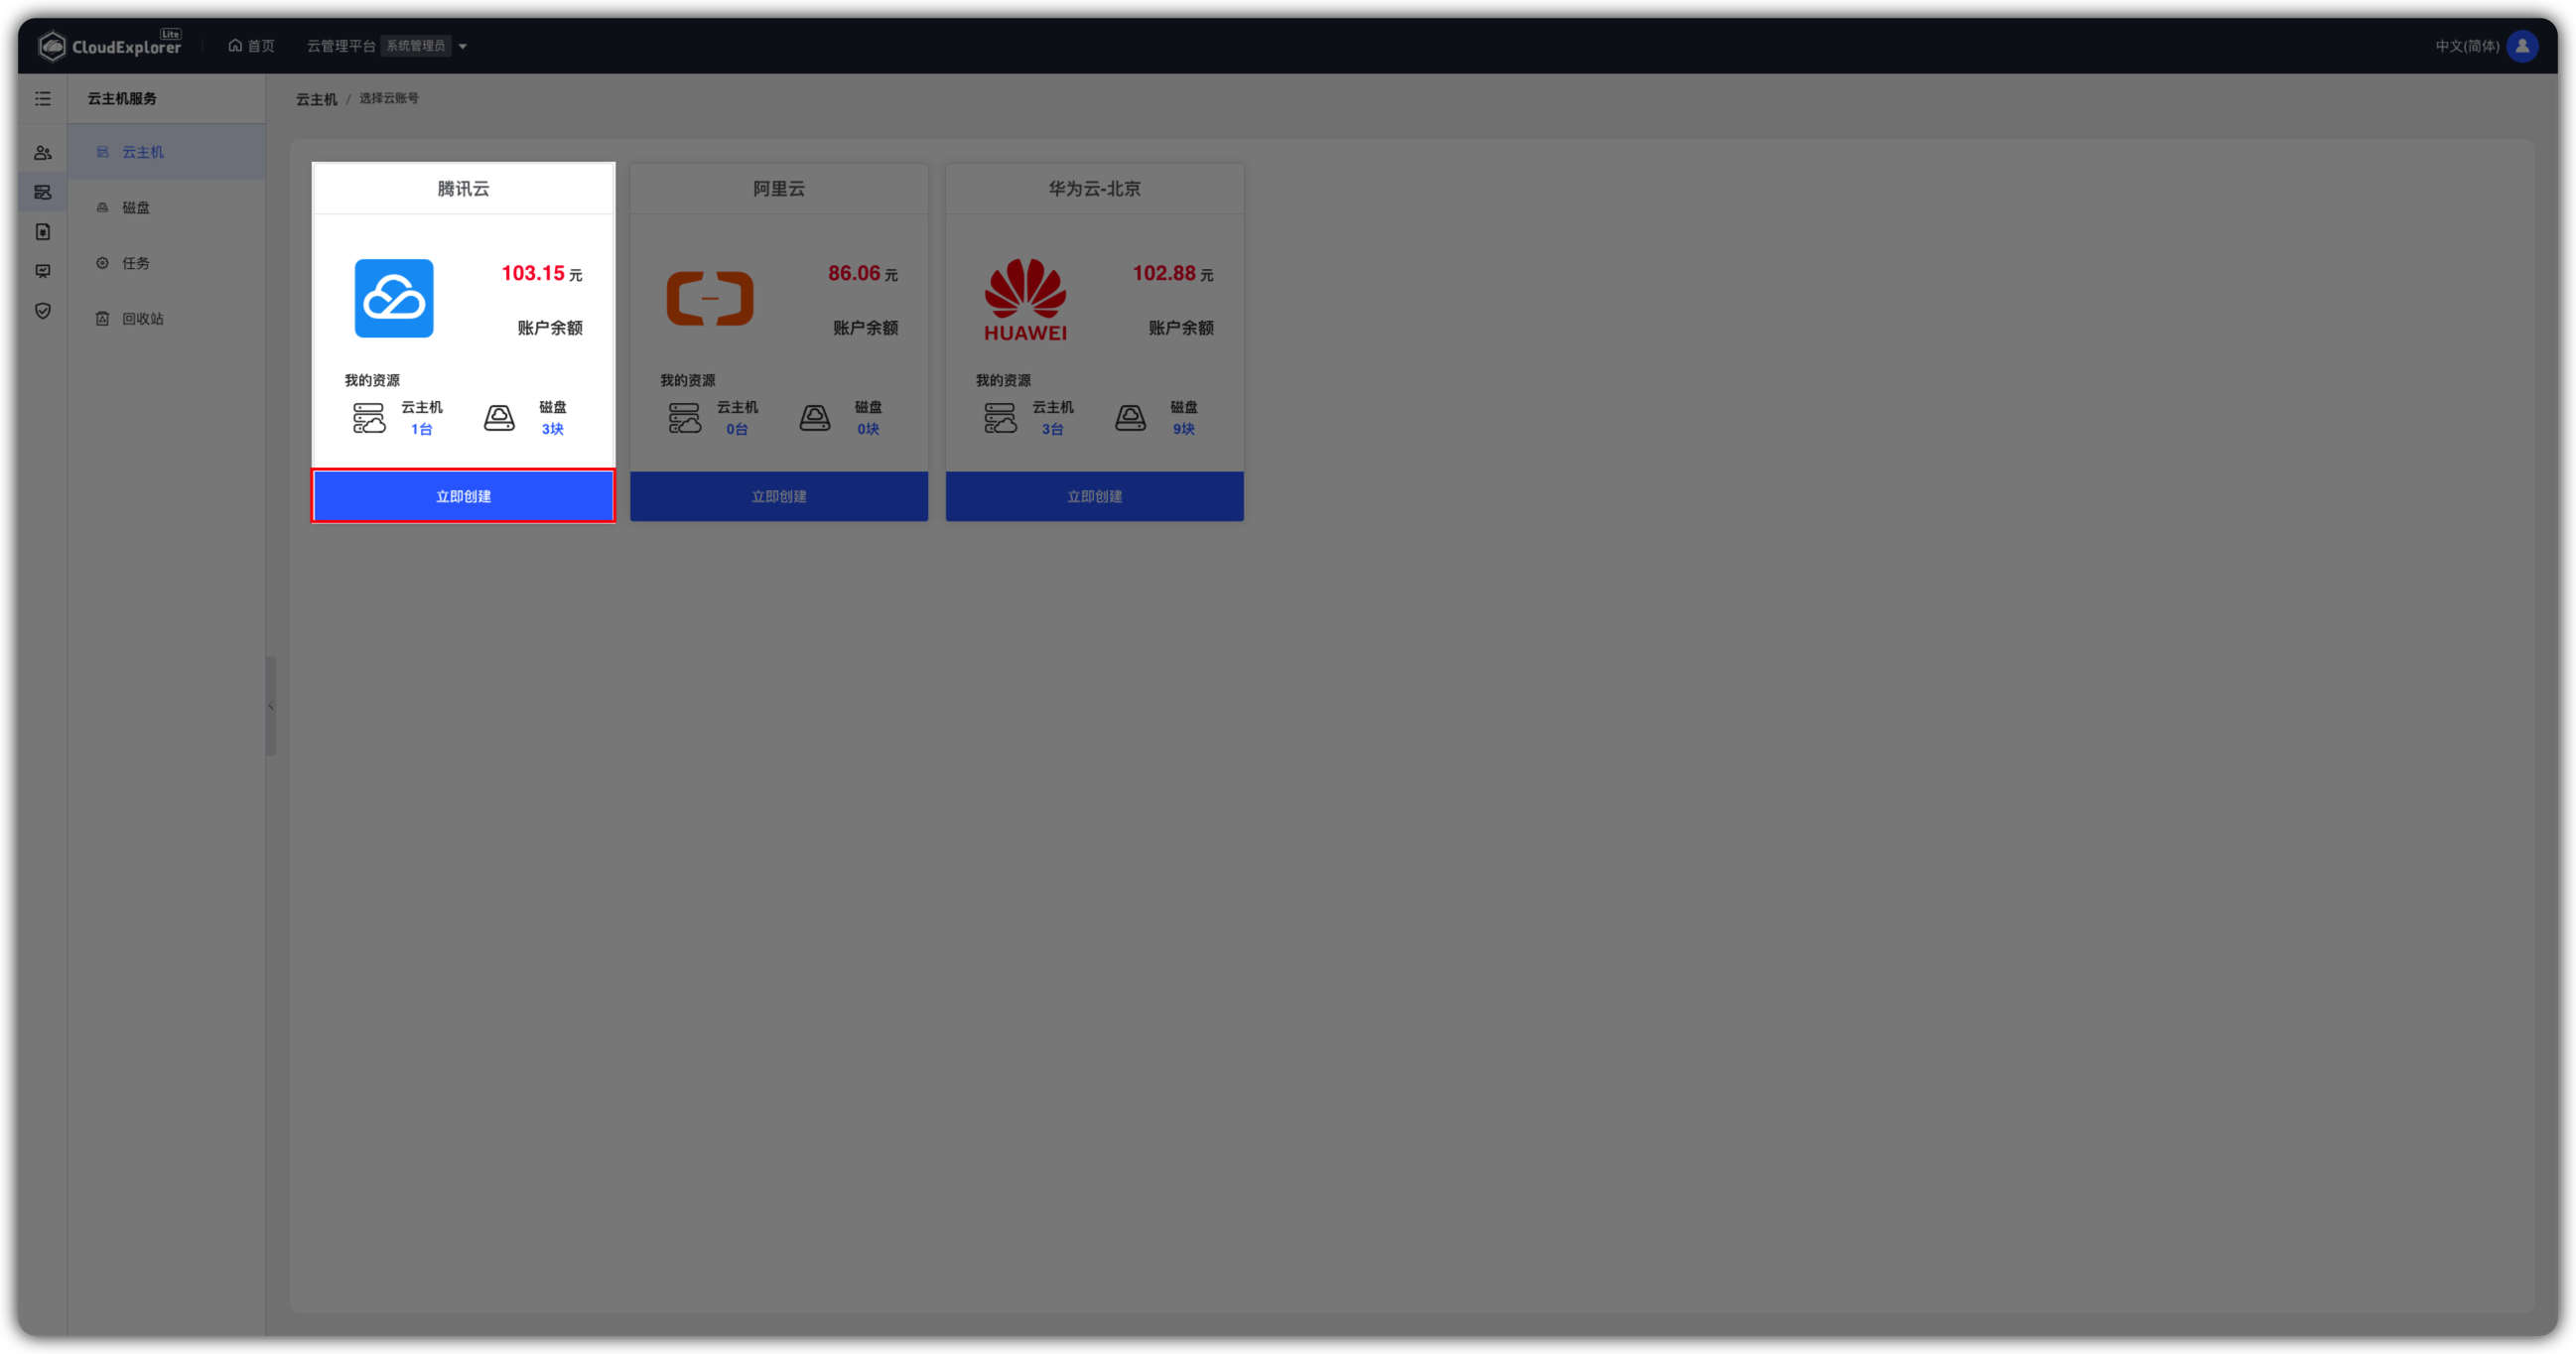 CloudExplorer Lite
首页
云管理平台 系统管理员
中文(简体)
云主机服务
云主机
磁盘
任务
回收站
云主机 / 选择云账号
腾讯云
103.15 元
账户余额
我的资源
云主机
1台
磁盘
3块
立即创建
阿里云
86.06 元
账户余额
我的资源
云主机
0台
磁盘
0块
立即创建
华为云-北京
HUAWEI
102.88 元
账户余额
我的资源
云主机
3台
磁盘
9块
立即创建